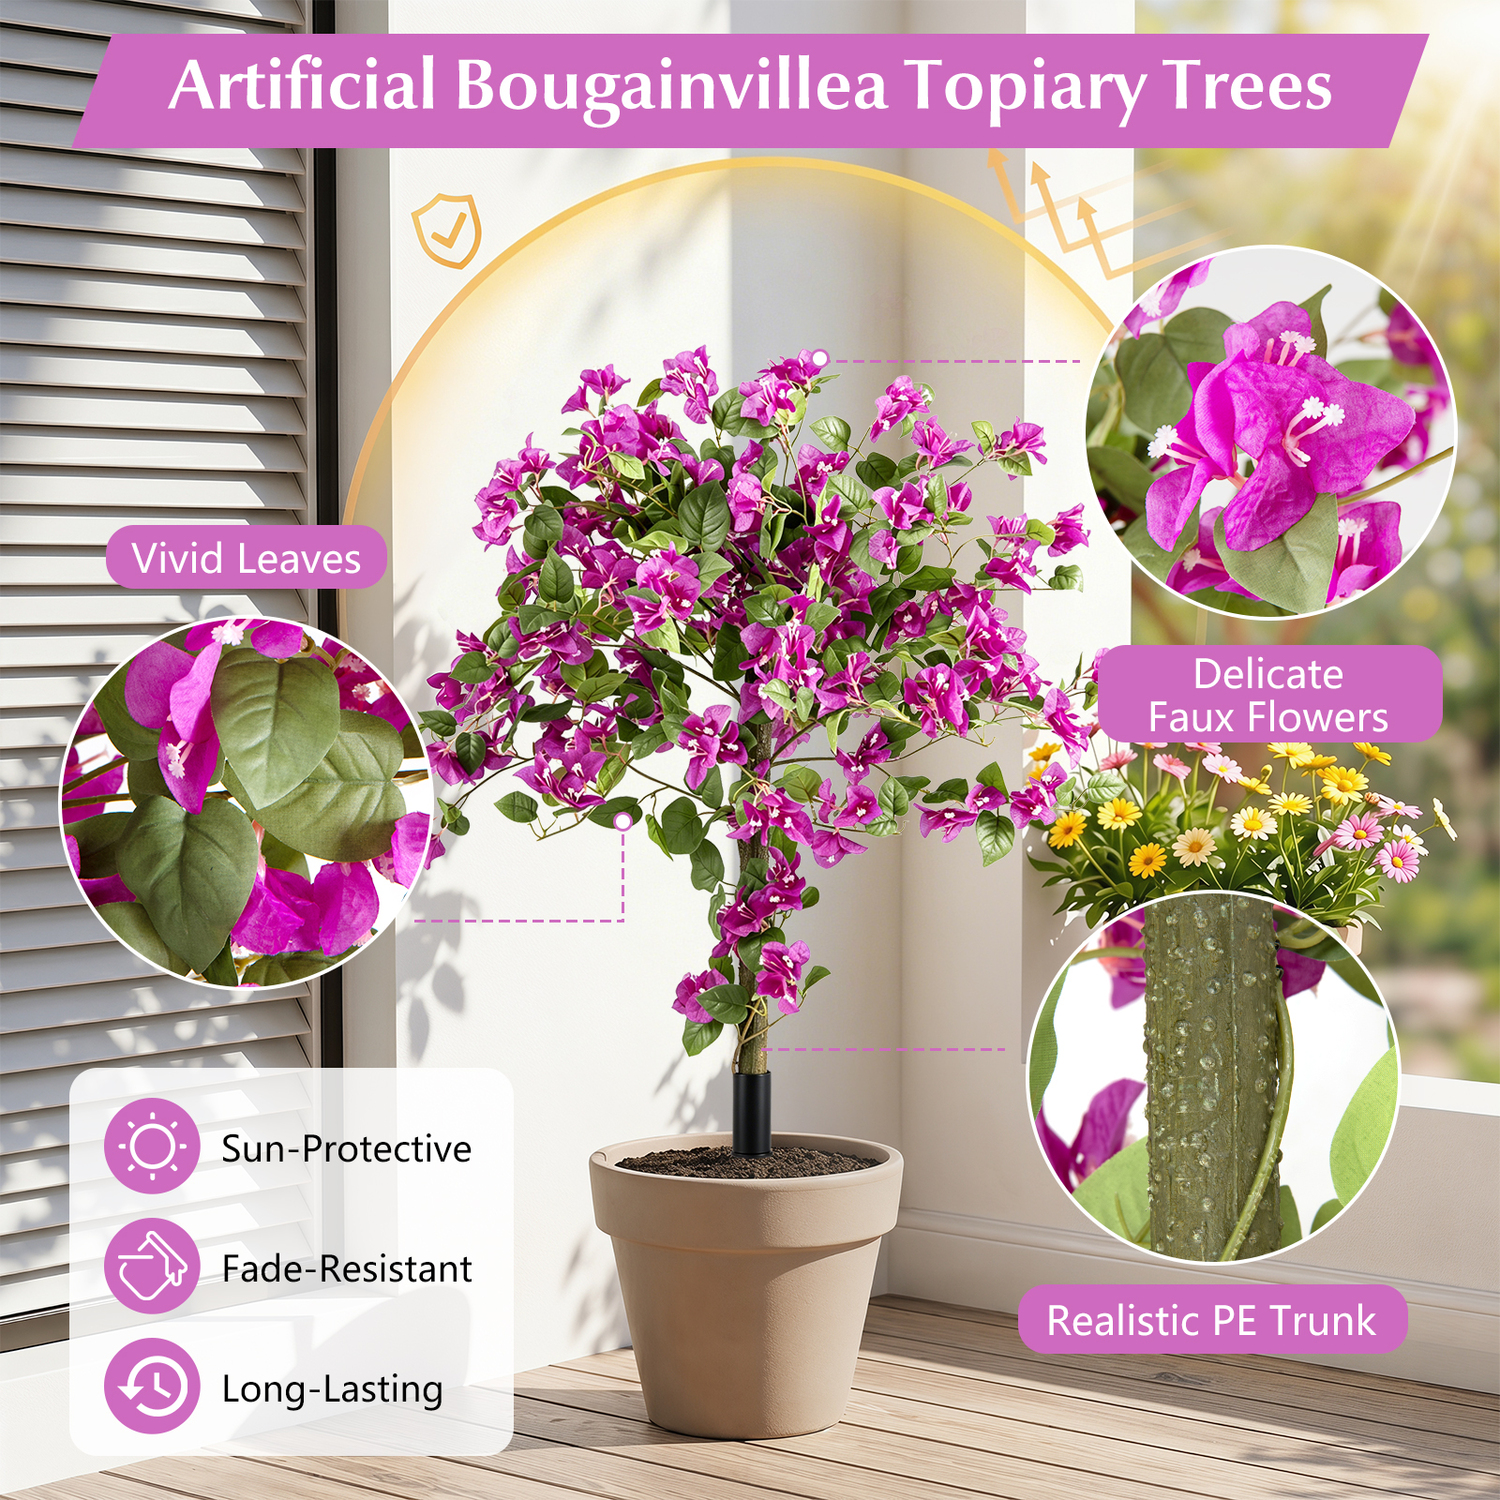 Artificial Bougainvillea Topiary Trees
Vivid Leaves
Delicate
Faux Flowers
Sun-Protective
Fade-Resistant
Long-Lasting
Realistic PE Trunk